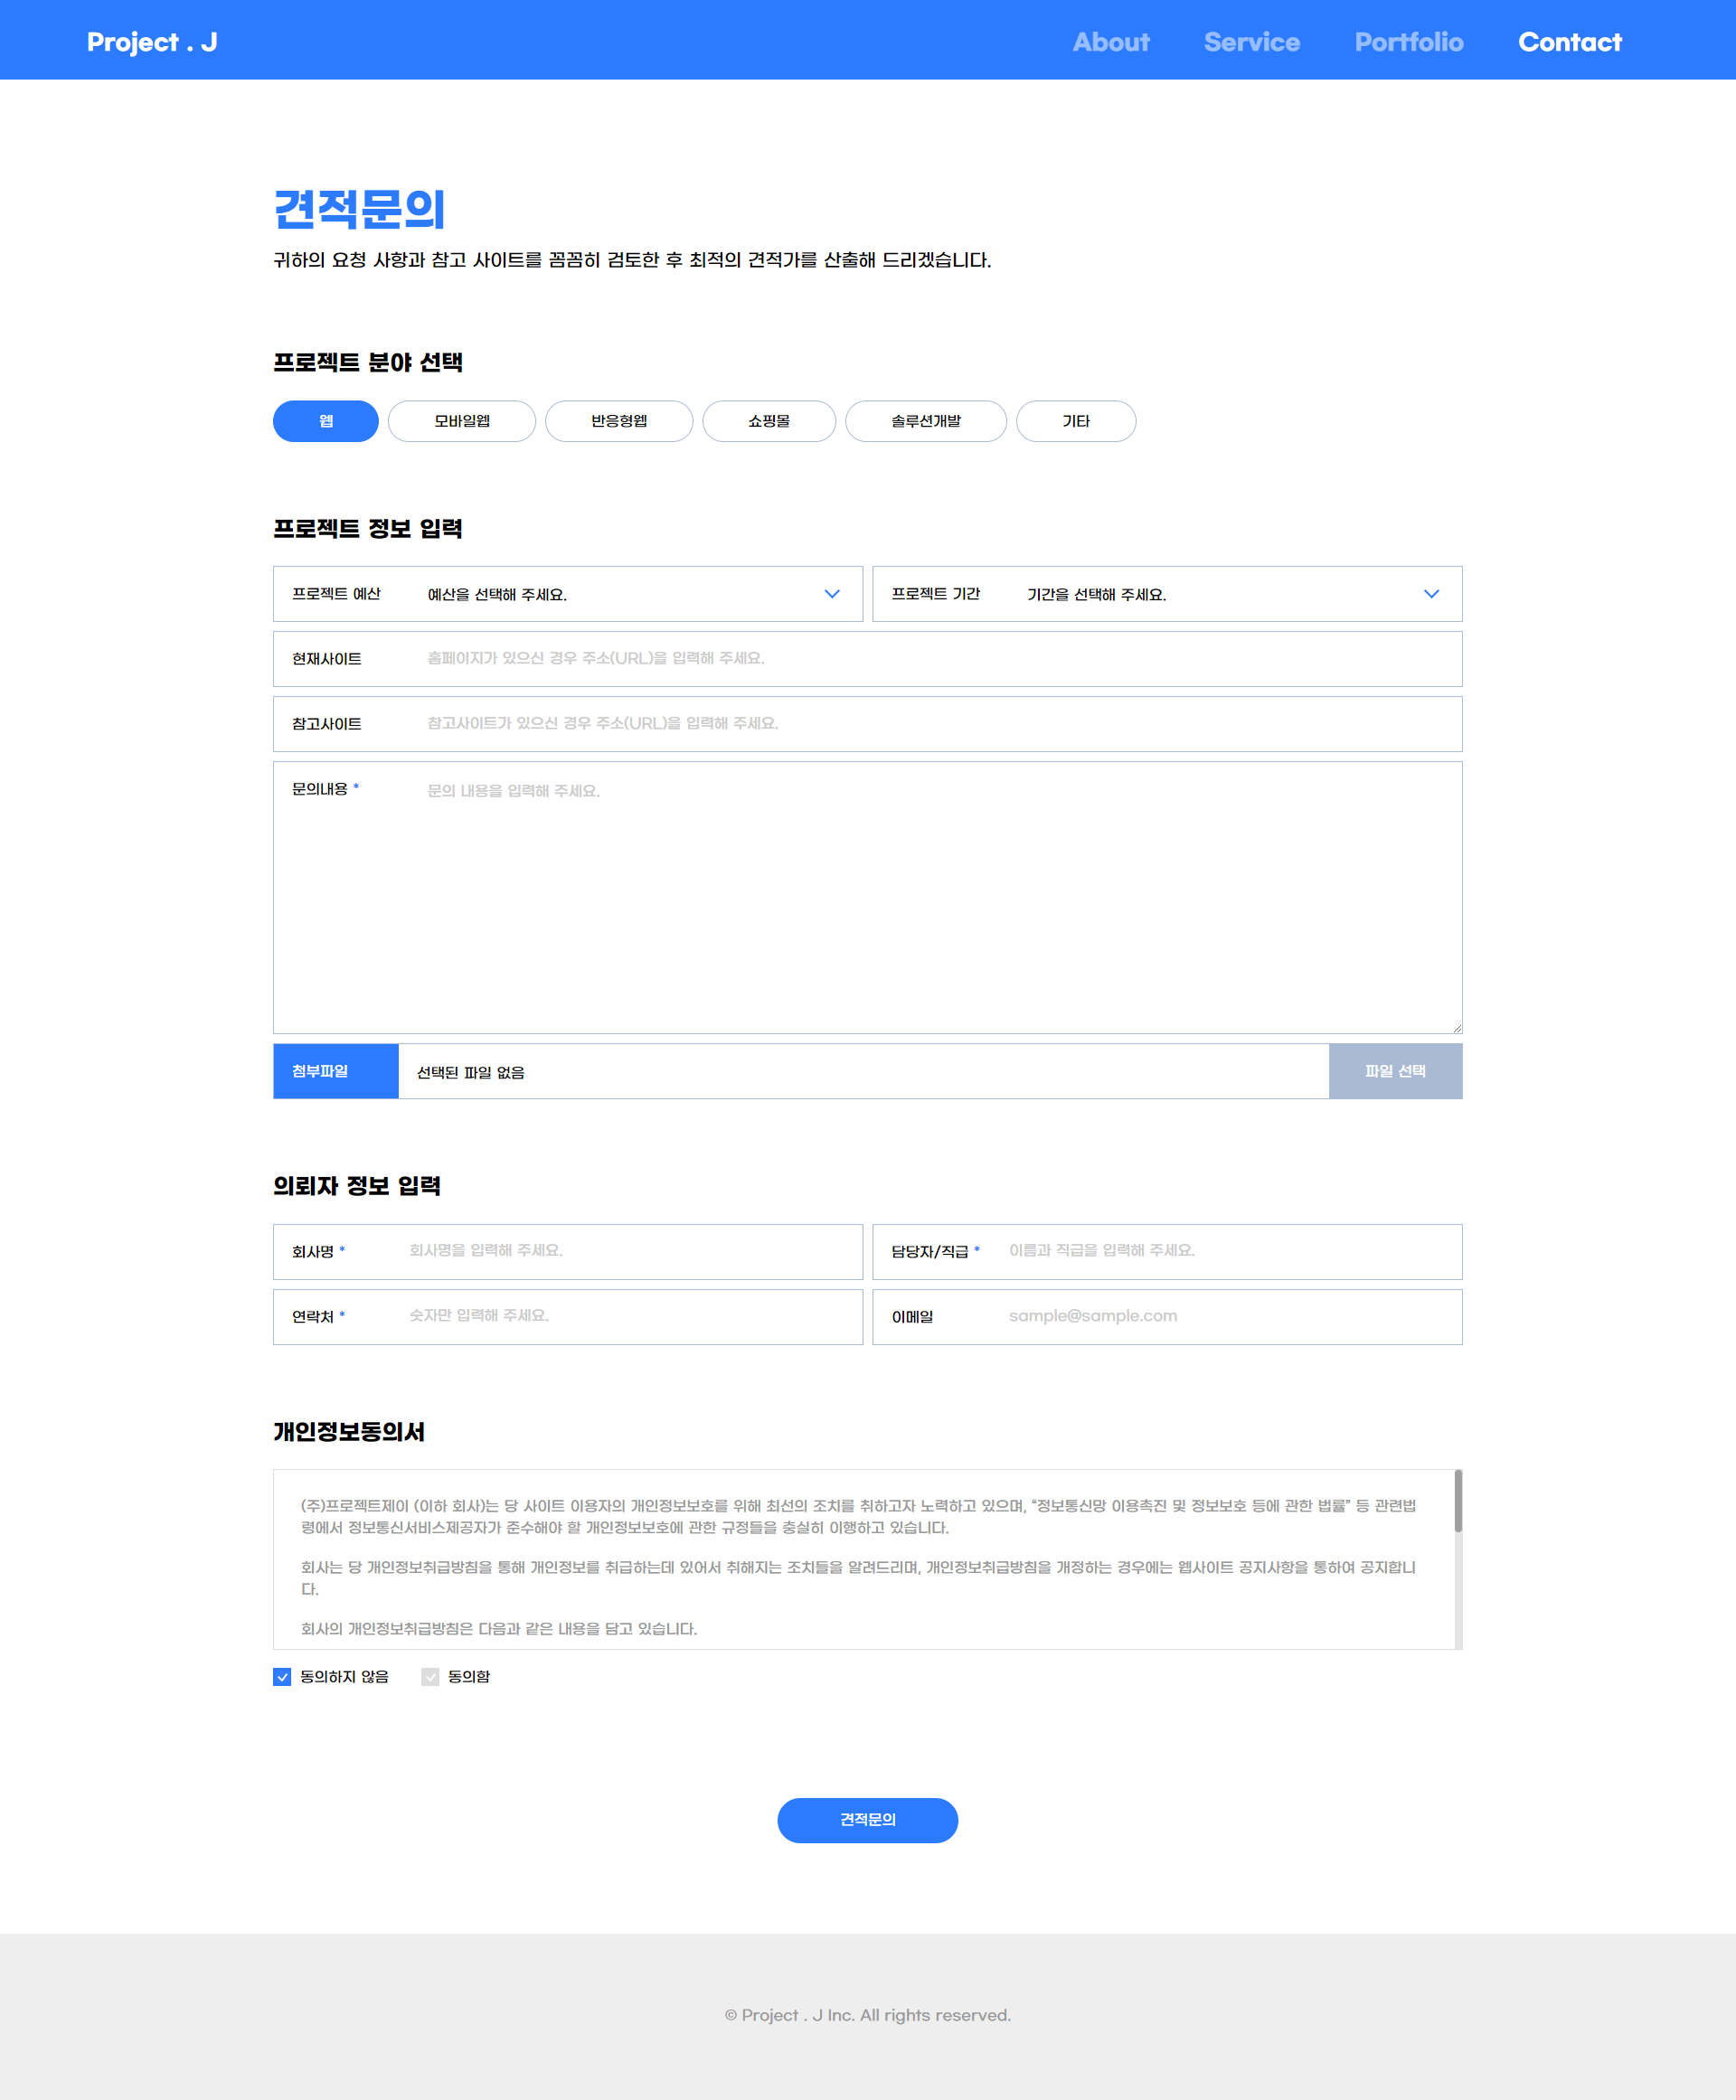 Project . J
About Service Portfolio Contact
견적문의
귀하의 요청 사항과 참고 사이트를 꼼꼼히 검토한 후 최적의 견적가를 산출해 드리겠습니다.
프로젝트 분야 선택
웹 모바일웹 반응형웹 쇼핑몰 솔루션개발 기타
프로젝트 정보 입력
프로젝트 예산 예산을 선택해 주세요. 프로젝트 기간 기간을 선택해 주세요.
현재사이트 홈페이지가 있으신 경우 주소(URL)을 입력해 주세요.
참고사이트 참고사이트가 있으신 경우 주소(URL)을 입력해 주세요.
문의내용 * 문의 내용을 입력해 주세요.
첨부파일 선택된 파일 없음 파일 선택
의뢰자 정보 입력
회사명 * 회사명을 입력해 주세요. 담당자/직급 * 이름과 직급을 입력해 주세요.
연락처 * 숫자만 입력해 주세요. 이메일 sample@sample.com
개인정보동의서
(주)프로젝트제이 (이하 회사)는 당 사이트 이용자의 개인정보보호를 위해 최선의 조치를 취하고자 노력하고 있으며, “정보통신망 이용촉진 및 정보보호 등에 관한 법률” 등 관련법
령에서 정보통신서비스제공자가 준수해야 할 개인정보보호에 관한 규정들을 충실히 이행하고 있습니다.
회사는 당 개인정보취급방침을 통해 개인정보를 취급하는데 있어서 취해지는 조치들을 알려드리며, 개인정보취급방침을 개정하는 경우에는 웹사이트 공지사항을 통하여 공지합니
다.
회사의 개인정보취급방침은 다음과 같은 내용을 담고 있습니다.
동의하지 않음 동의함
견적문의
© Project . J Inc. All rights reserved.